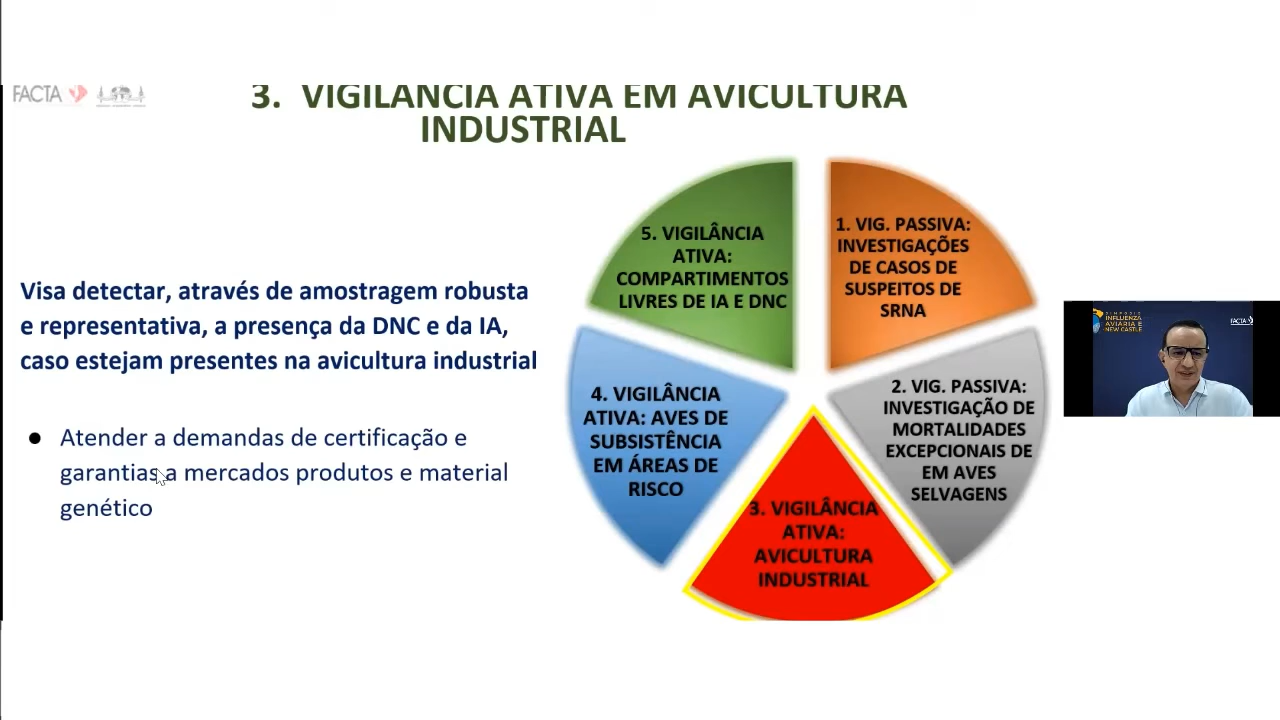 FACTA
3. VIGILÂNCIA ATIVA EM AVICULTURA
INDUSTRIAL
Visa detectar, através de amostragem robusta
e representativa, a presença da DNC e da IA,
caso estejam presentes na avicultura industrial
● Atender a demandas de certificação e
garantias a mercados produtos e material
genético
5. VIGILÂNCIA
ATIVA:
COMPARTIMENTOS
LIVRES DE IA E DNC
1. VIG. PASSIVA:
INVESTIGAÇÕES
DE CASOS DE
SUSPEITOS DE
SRNA
4. VIGILÂNCIA
ATIVA: AVES DE
SUBSISTÊNCIA
EM ÁREAS DE
RISCO
2. VIG. PASSIVA:
INVESTIGAÇÃO DE
MORTALIDADES
EXCEPCIONAIS DE
EM AVES
SELVAGENS
3. VIGILÂNCIA
ATIVA:
AVICULTURA
INDUSTRIAL
SIMPÓSIO
INFLUENZA
AVIÁRIA E
NEW CASTLE
FACTA